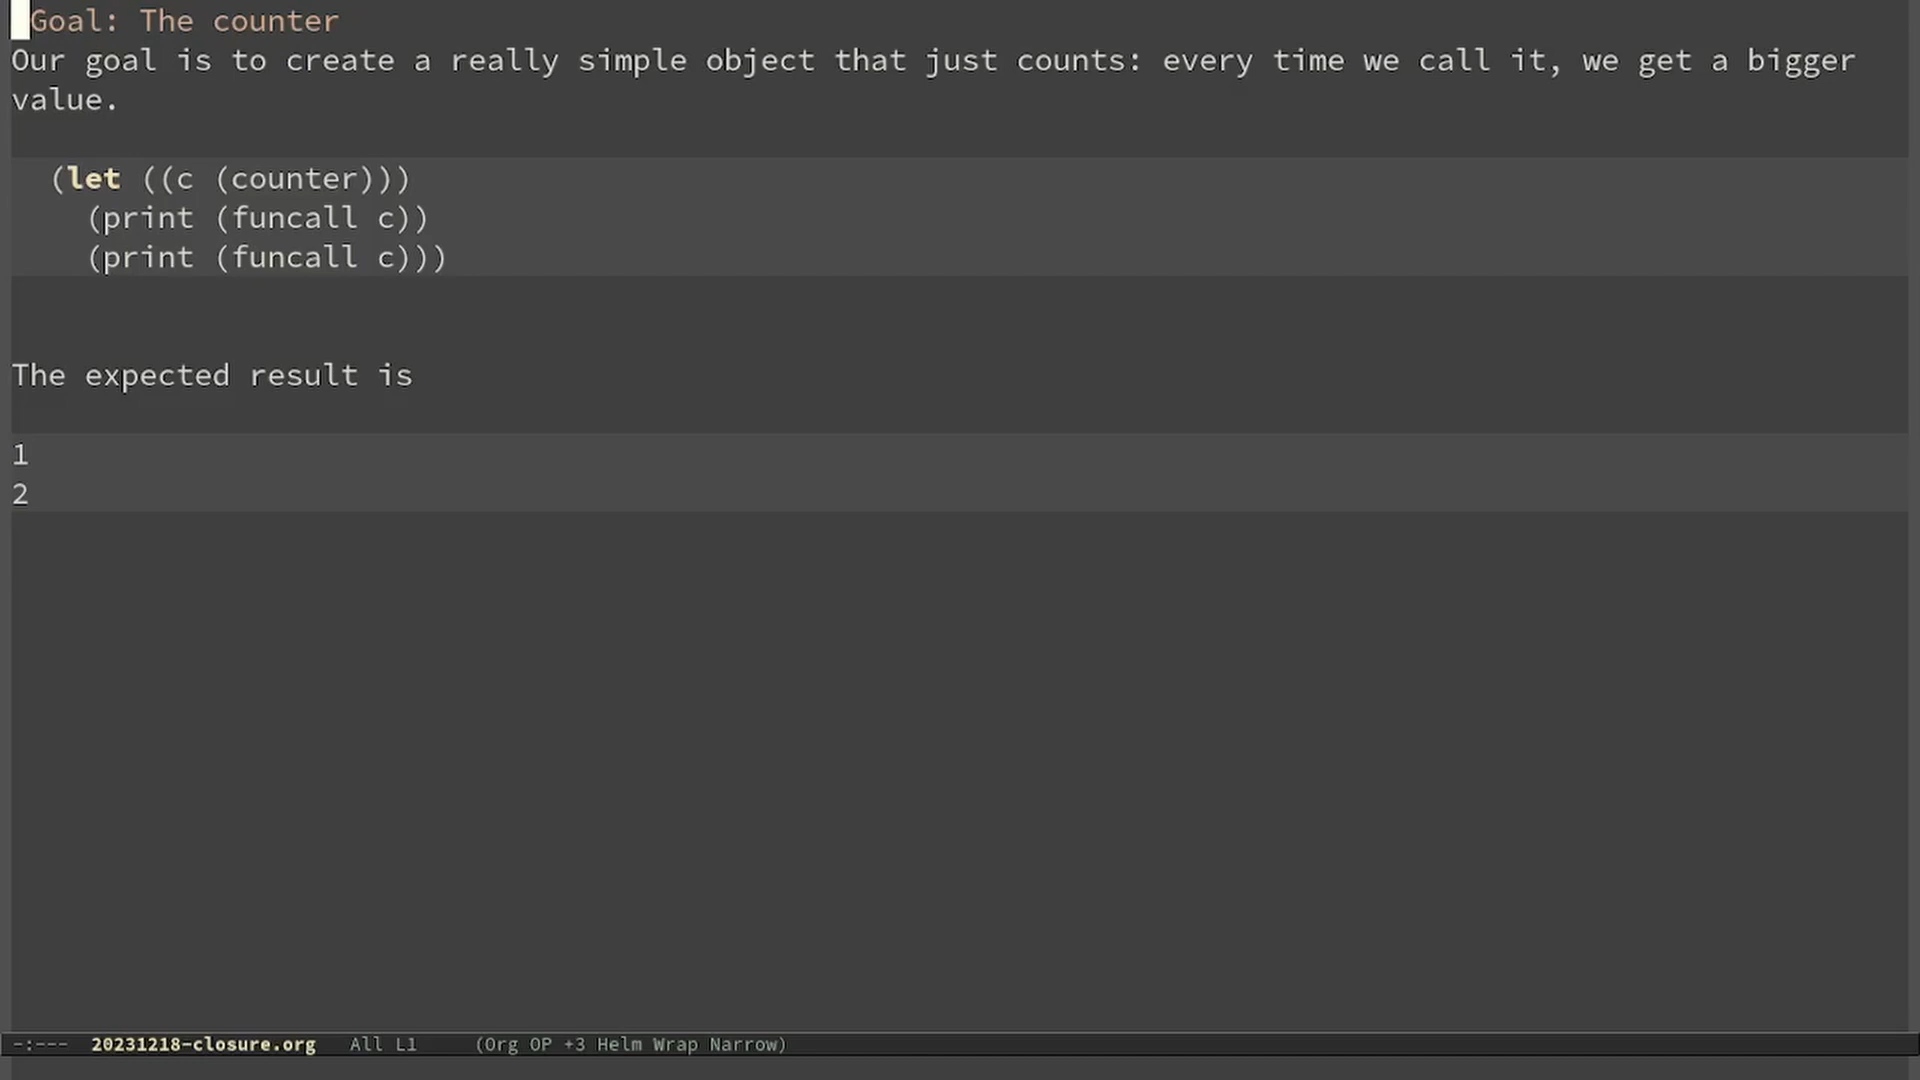 Goal: The counter
Our goal is to create a really simple object that just counts: every time we call it, we get a bigger
value.
(let ((c (counter)))
(print (funcall c))
(print (funcall c)))
The expected result is
1
2
-:--- 20231218-closure.org All L1 (Org OP +3 Helm Wrap Narrow)